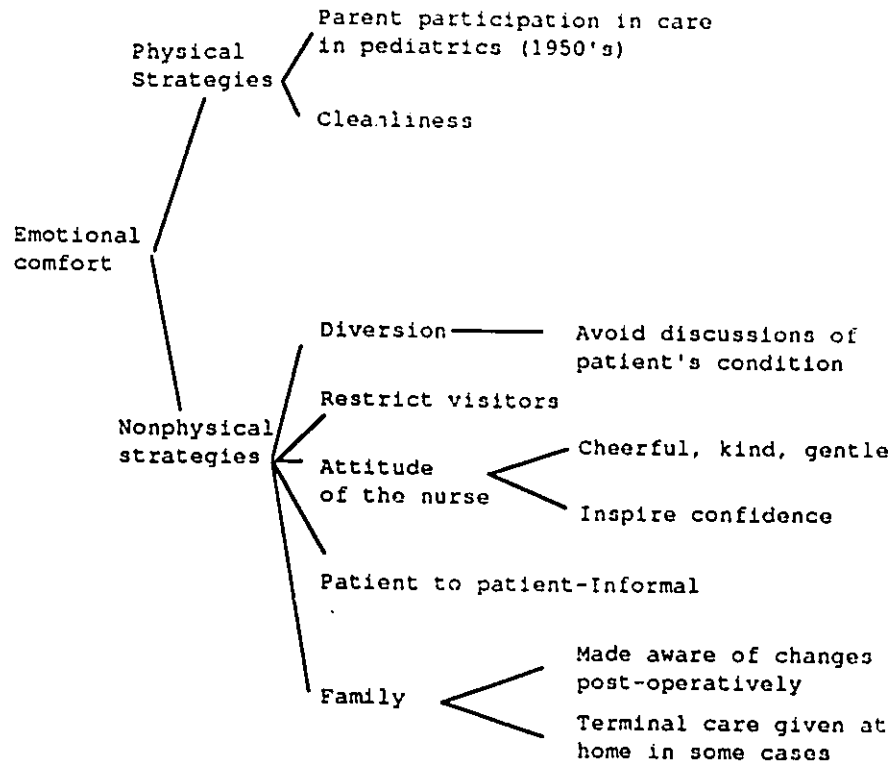 Parent participation in care
in pediatrics (1950's)
Physical
Strategies
Cleanliness
Emotional
comfort
Diversion
Avoid discussions of
patient's condition
Restrict visitors
Nonphysical
strategies
Attitude
of the nurse
Cheerful, kind, gentle
Inspire confidence
Patient to patient-Informal
Family
Made aware of changes
post-operatively
Terminal care given at
home in some cases